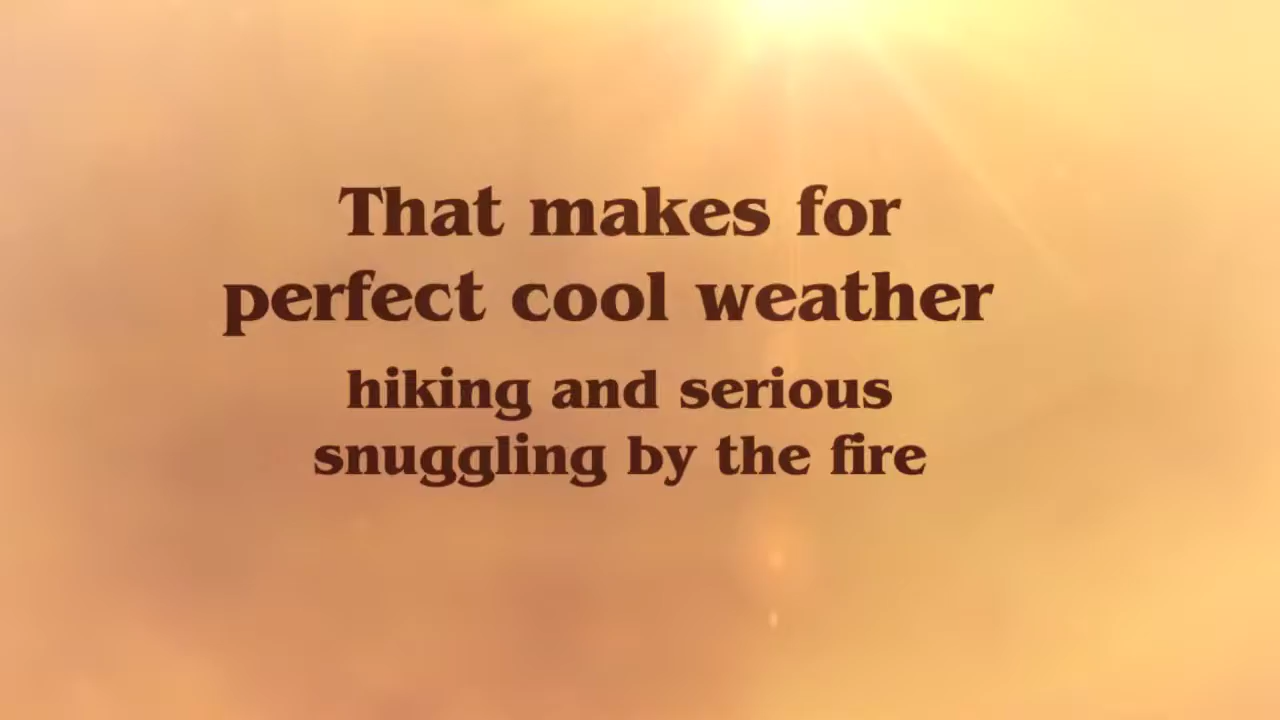 That makes for
perfect cool weather
hiking and serious
snuggling by the fire